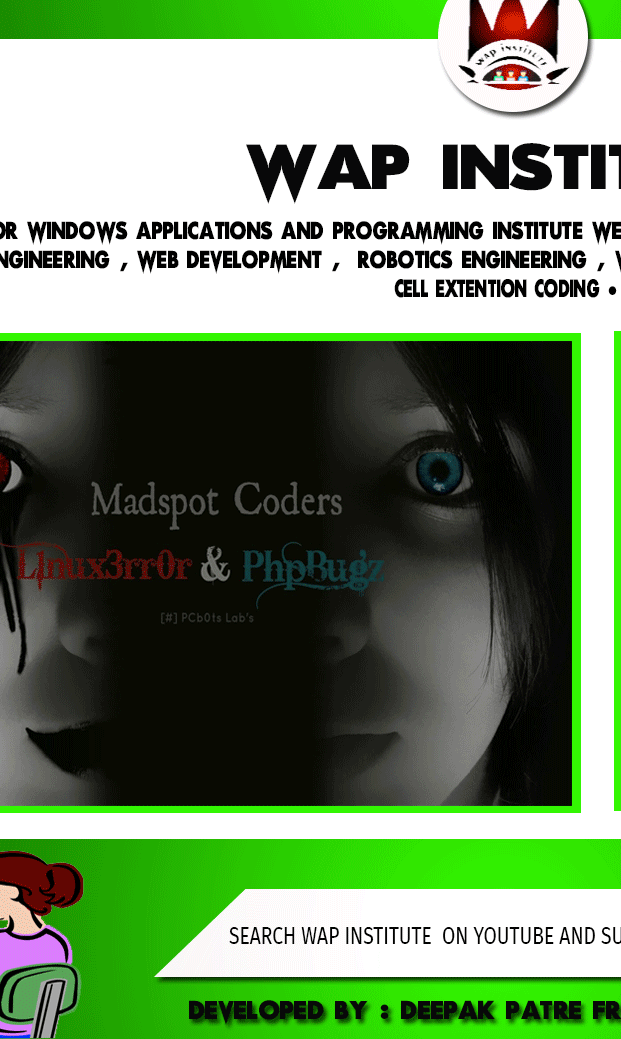 WAP INSTITUTE
WAP INSTIT
OR WINDOWS APPLICATIONS AND PROGRAMMING INSTITUTE WE
NGINEERING , WEB DEVELOPMENT , ROBOTICS ENGINEERING , V
CELL EXTENTION CODING •
Madspot Coders
L1nux3rr0r & PhpBugz
[#] PCb0ts Lab's
SEARCH WAP INSTITUTE ON YOUTUBE AND SU
DEVELOPED BY : DEEPAK PATRE FR